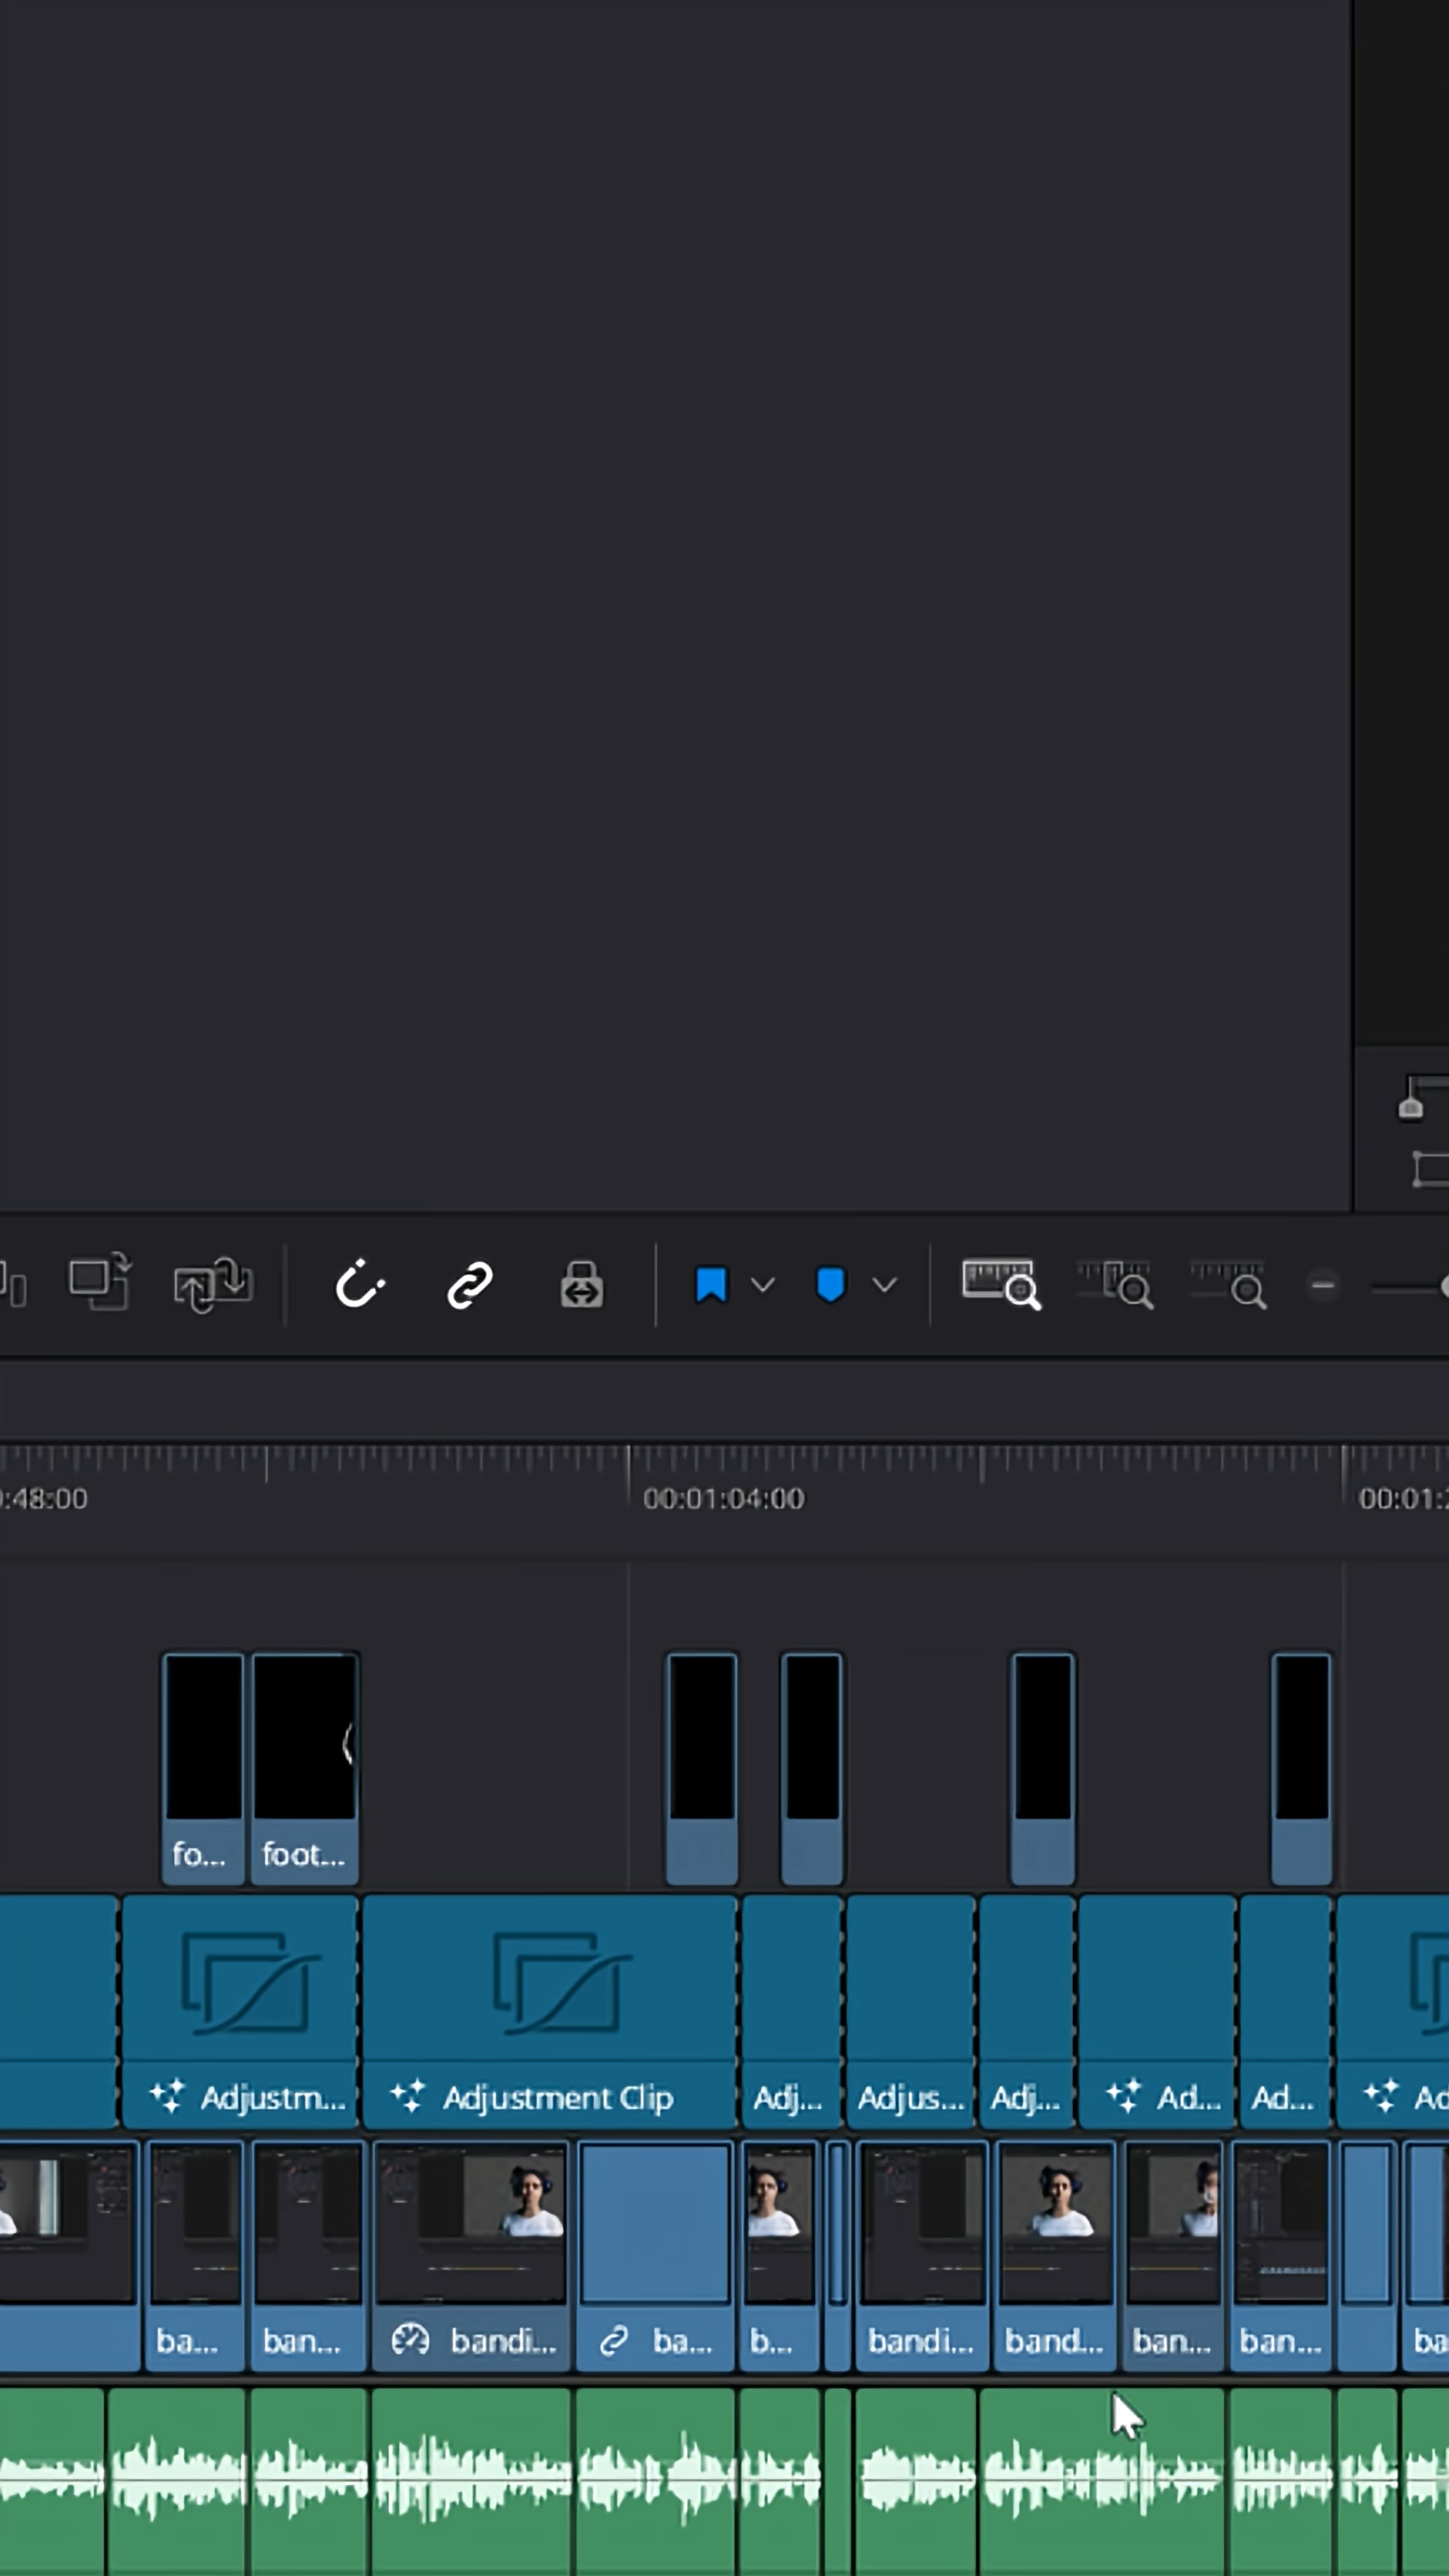 :48:00 00:01:04:00 00:01:
fo... foot...
Adjustm... Adjustment Clip Adj... Adjus... Adj... Ad... Ad... Ad
ba... ban... bandi... ba... b... bandi... band... ban... ban... ba